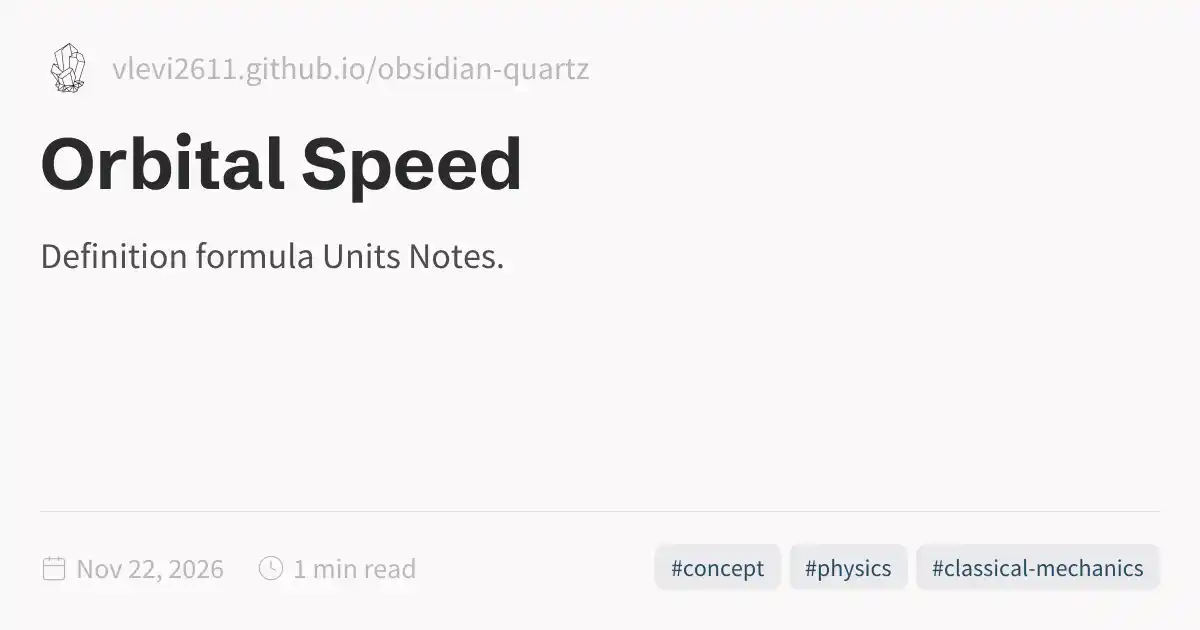 vlevi2611.github.io/obsidian-quartz
Orbital Speed
Definition formula Units Notes.
Nov 22, 2026 1 min read #concept #physics #classical-mechanics